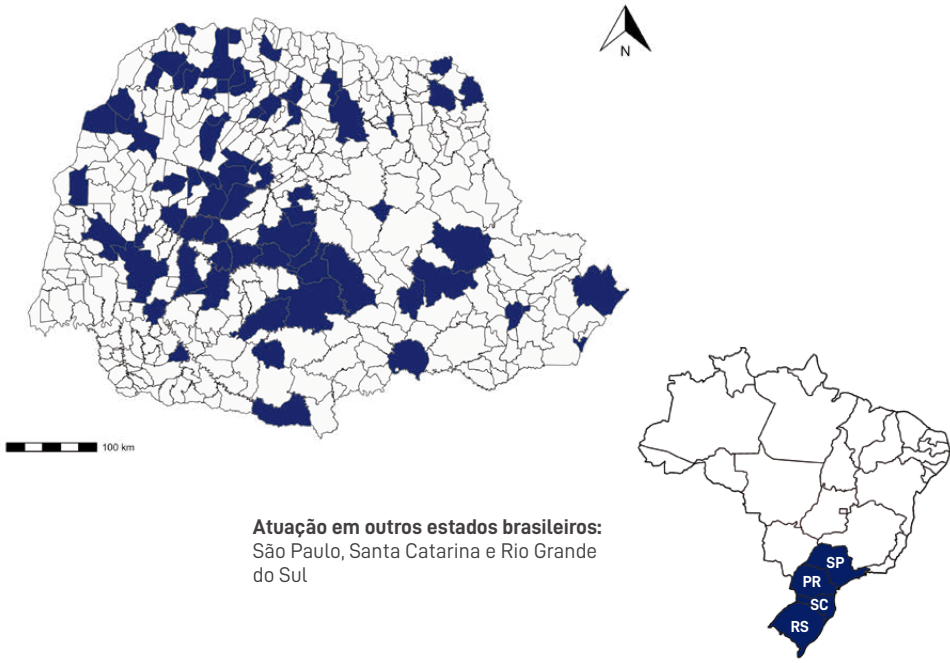 N
100 km
Atuação em outros estados brasileiros:
São Paulo, Santa Catarina e Rio Grande
do Sul
SP
PR
SC
RS